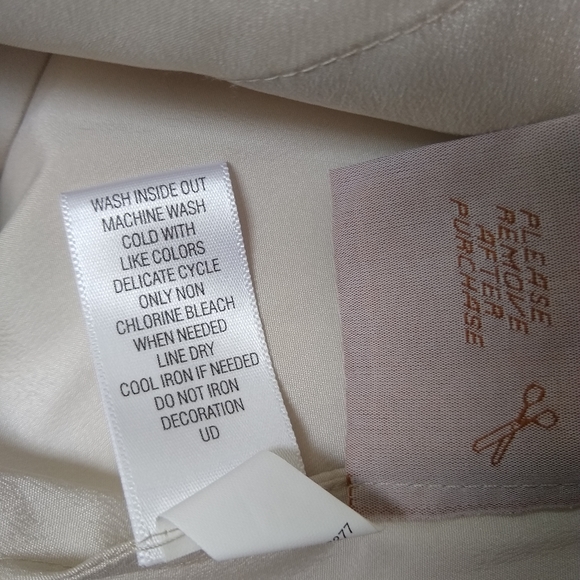 WASH INSIDE OUT
MACHINE WASH
COLD WITH
LIKE COLORS
DELICATE CYCLE
ONLY NON
CHLORINE BLEACH
WHEN NEEDED
LINE DRY
COOL IRON IF NEEDED
DO NOT IRON
DECORATION
UD
PLEASE
REMOVE
AFTER
PURCHASE